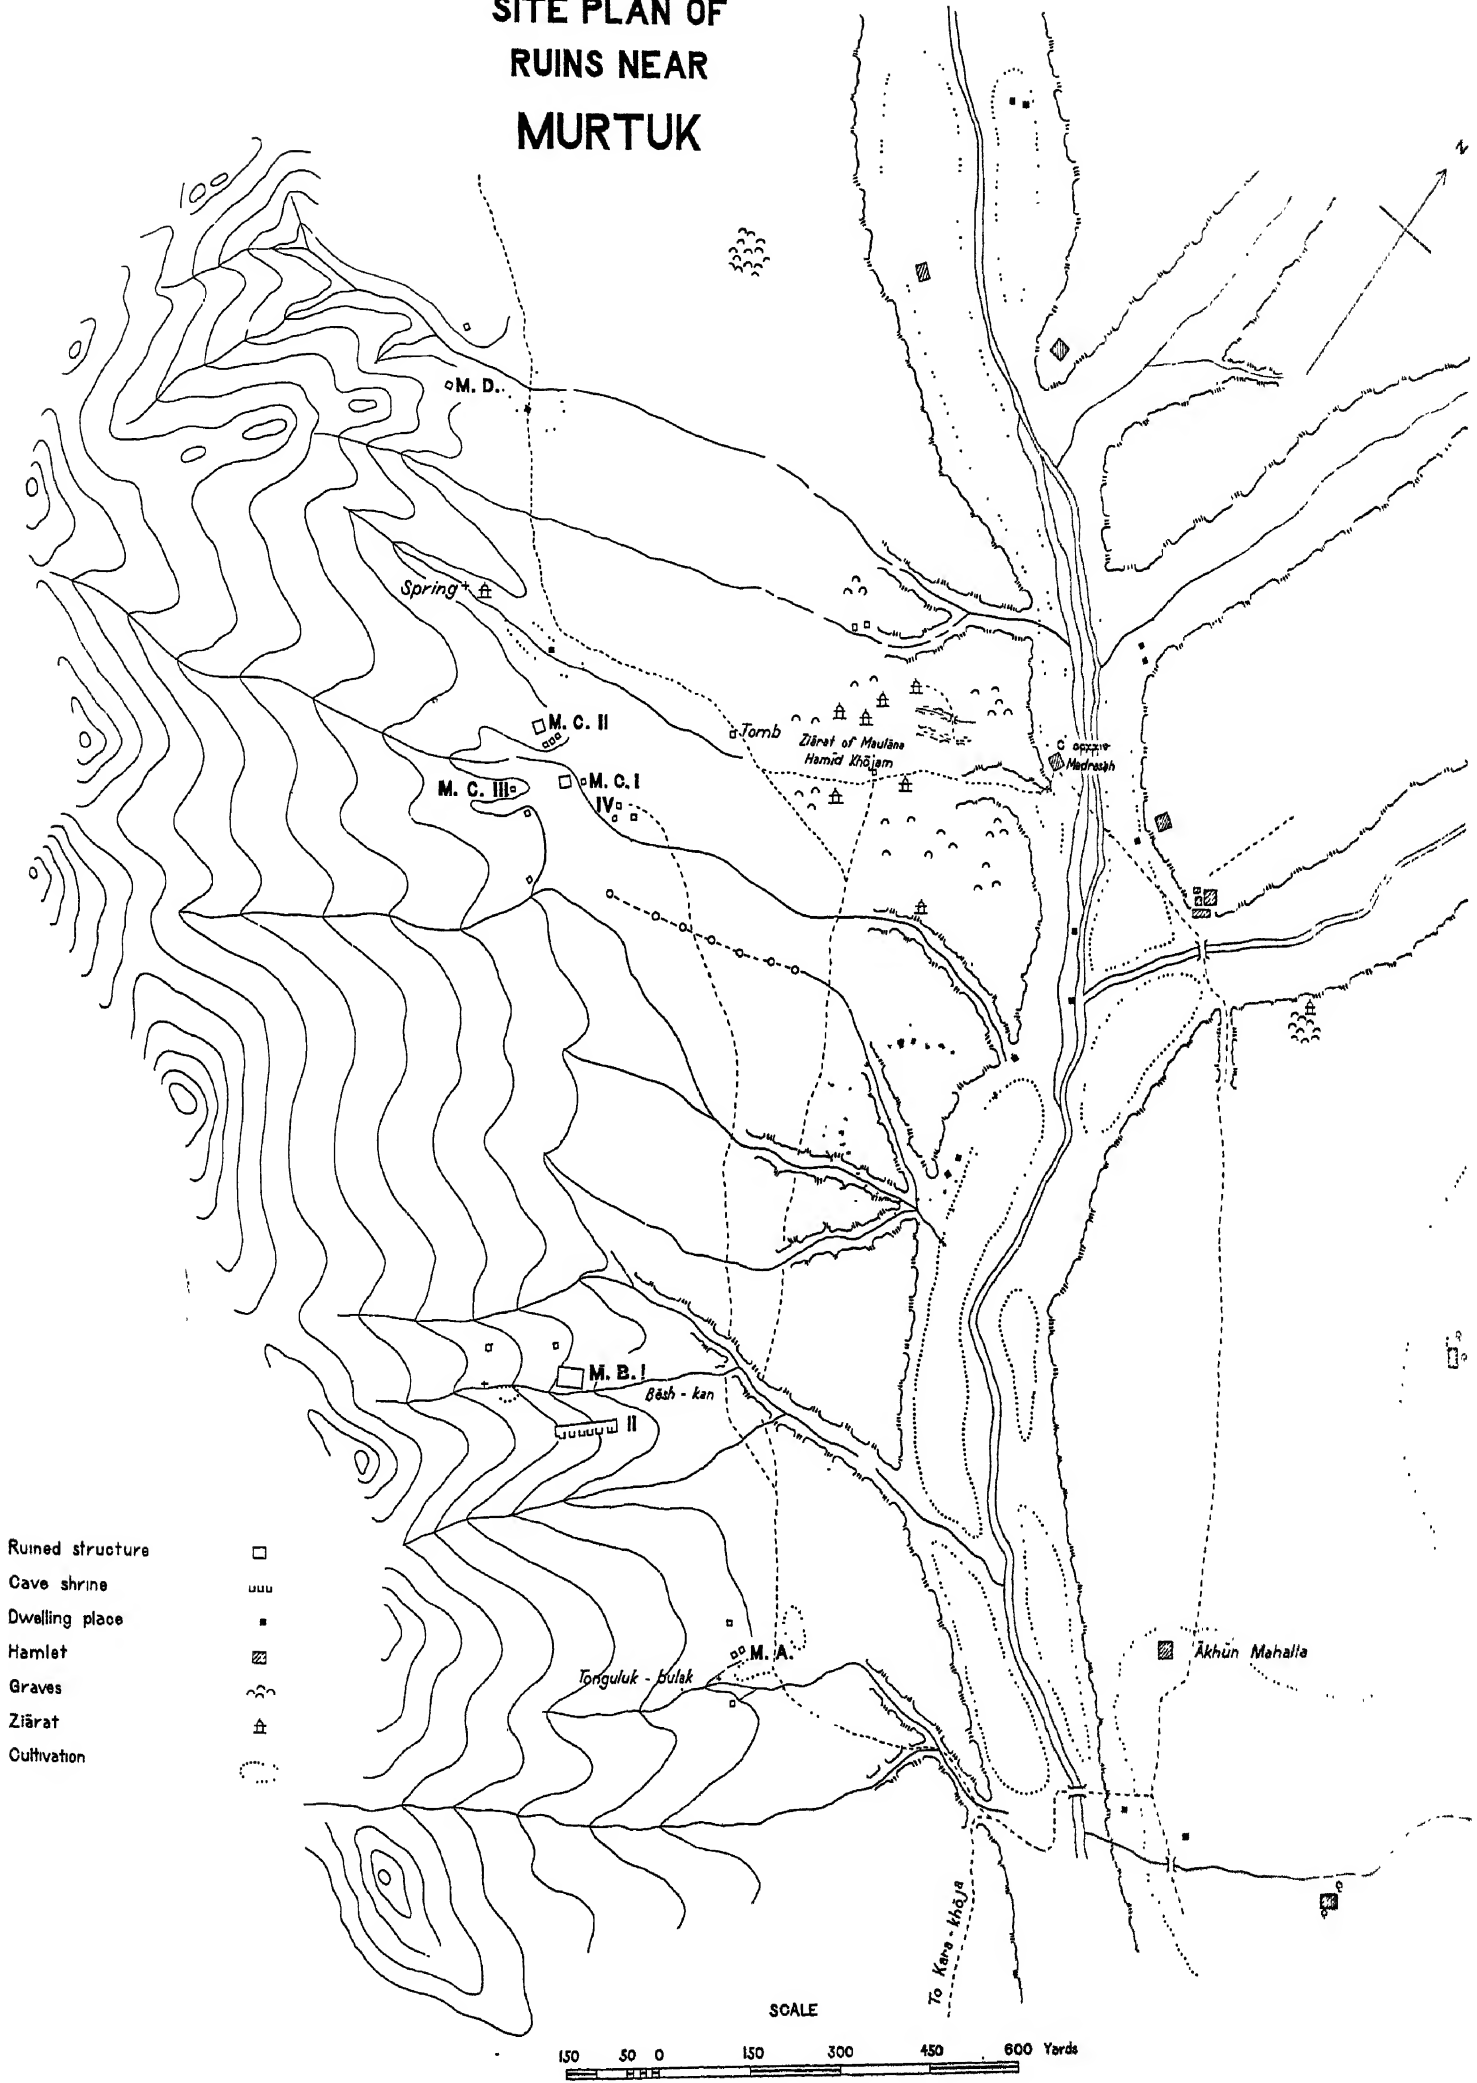 SITE PLAN OF
RUINS NEAR
MURTUK
N
M. D.
Spring
M. C. II
Tomb
Ziārat of Maulāna
Hamid Khōjam
Madrasah
M. C. III
M. C. I
IV
M. B. I
Bēsh - kan
II
Ruined structure
Cave shrine
Dwelling place
Hamlet
Graves
Ziārat
Cultivation
M. A.
Tonguluk - bulak
Ākhūn Mahalla
To Kara - khōja
SCALE
150 50 0 150 300 450 600 Yards